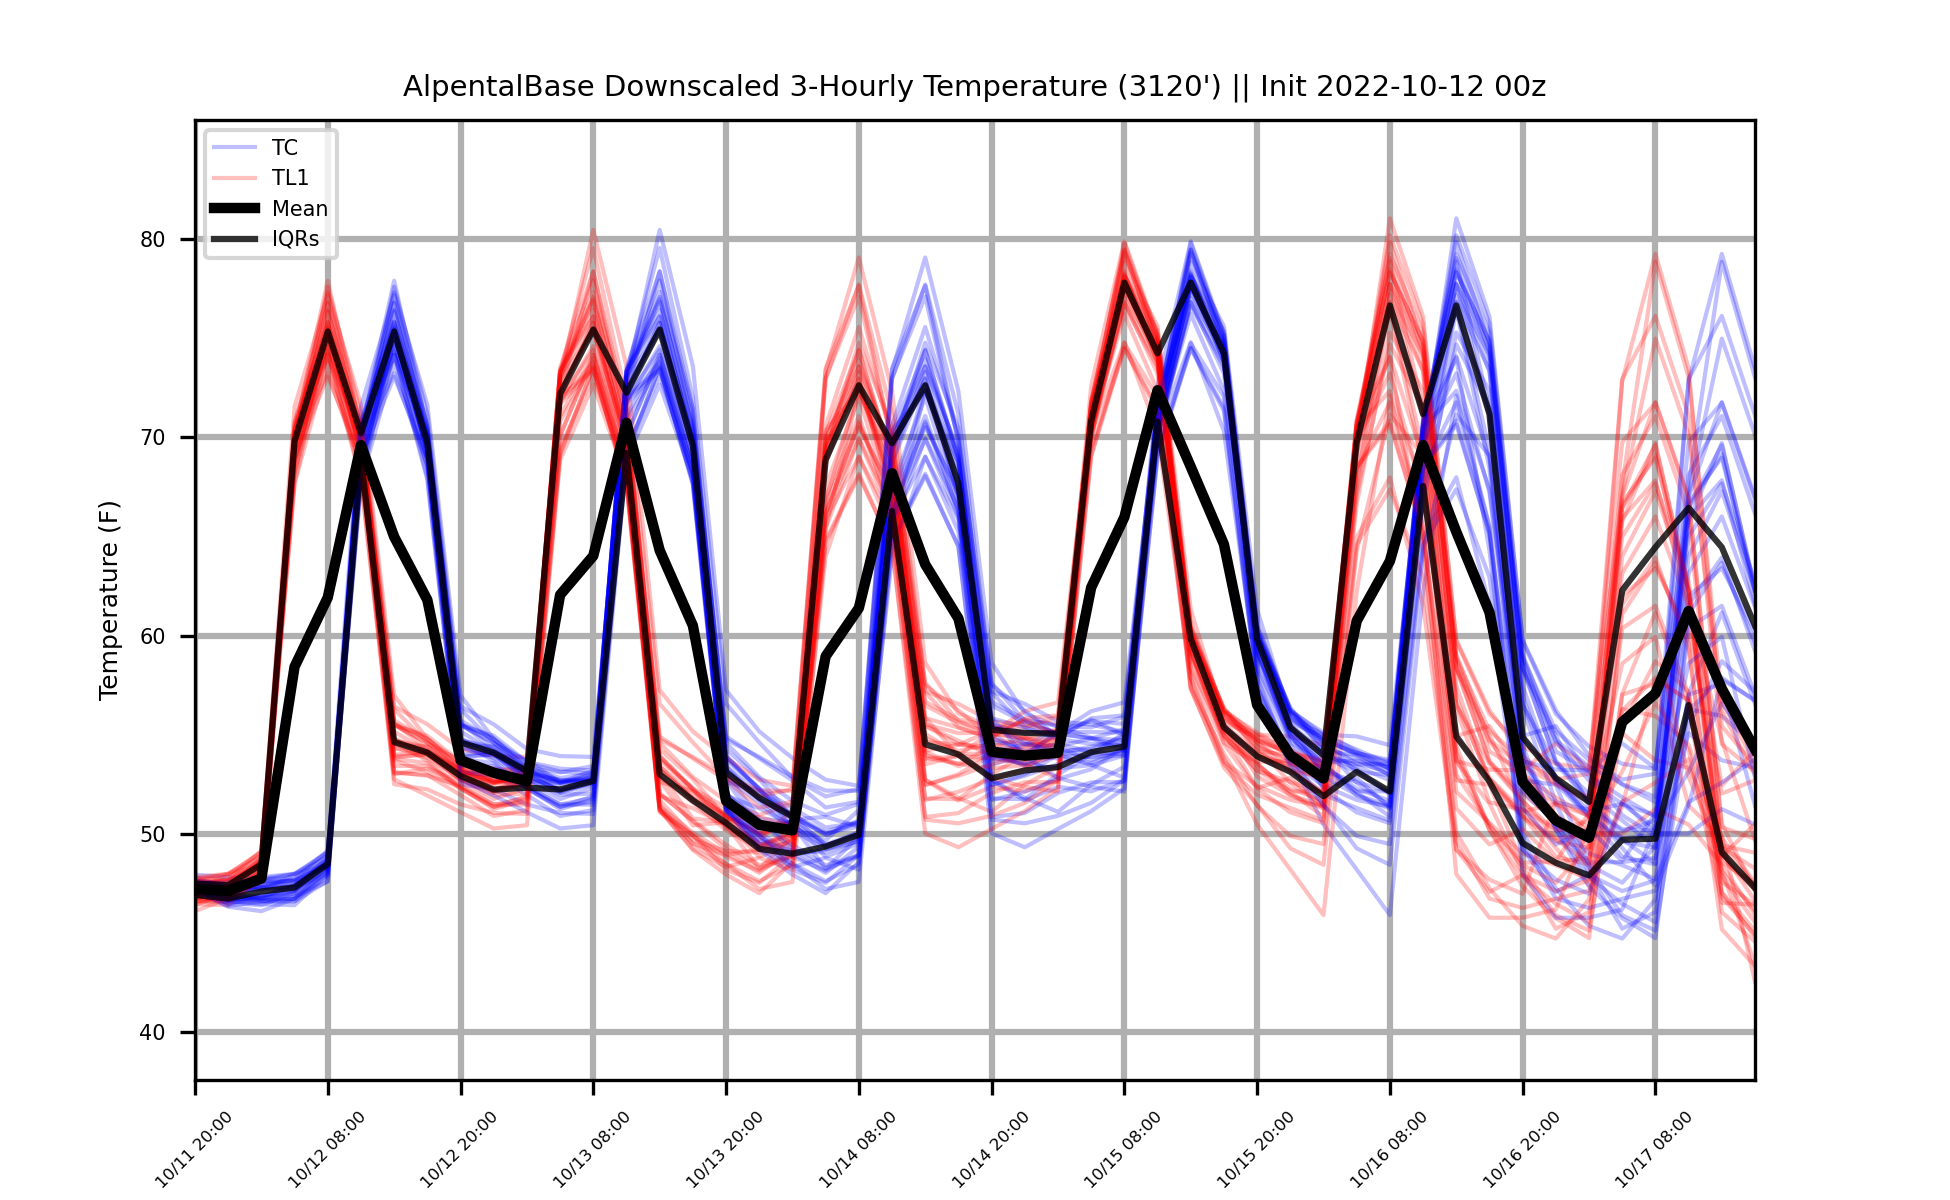 AlpentalBase Downscaled 3-Hourly Temperature (3120') || Init 2022-10-12 00z
TC
TL1
Mean
IQRs
Temperature (F)
80
70
60
50
40
10/11 20:00
10/12 08:00
10/12 20:00
10/13 08:00
10/13 20:00
10/14 08:00
10/14 20:00
10/15 08:00
10/15 20:00
10/16 08:00
10/16 20:00
10/17 08:00